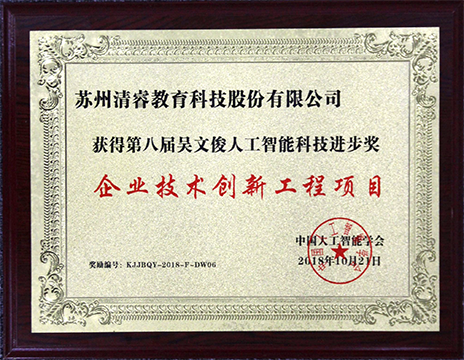 苏州清睿教育科技股份有限公司
获得第八届吴文俊人工智能科技进步奖
企业技术创新工程项目
中国人工智能学会
奖励编号：KJJBQY-2018-F-DW06
2018年10月21日